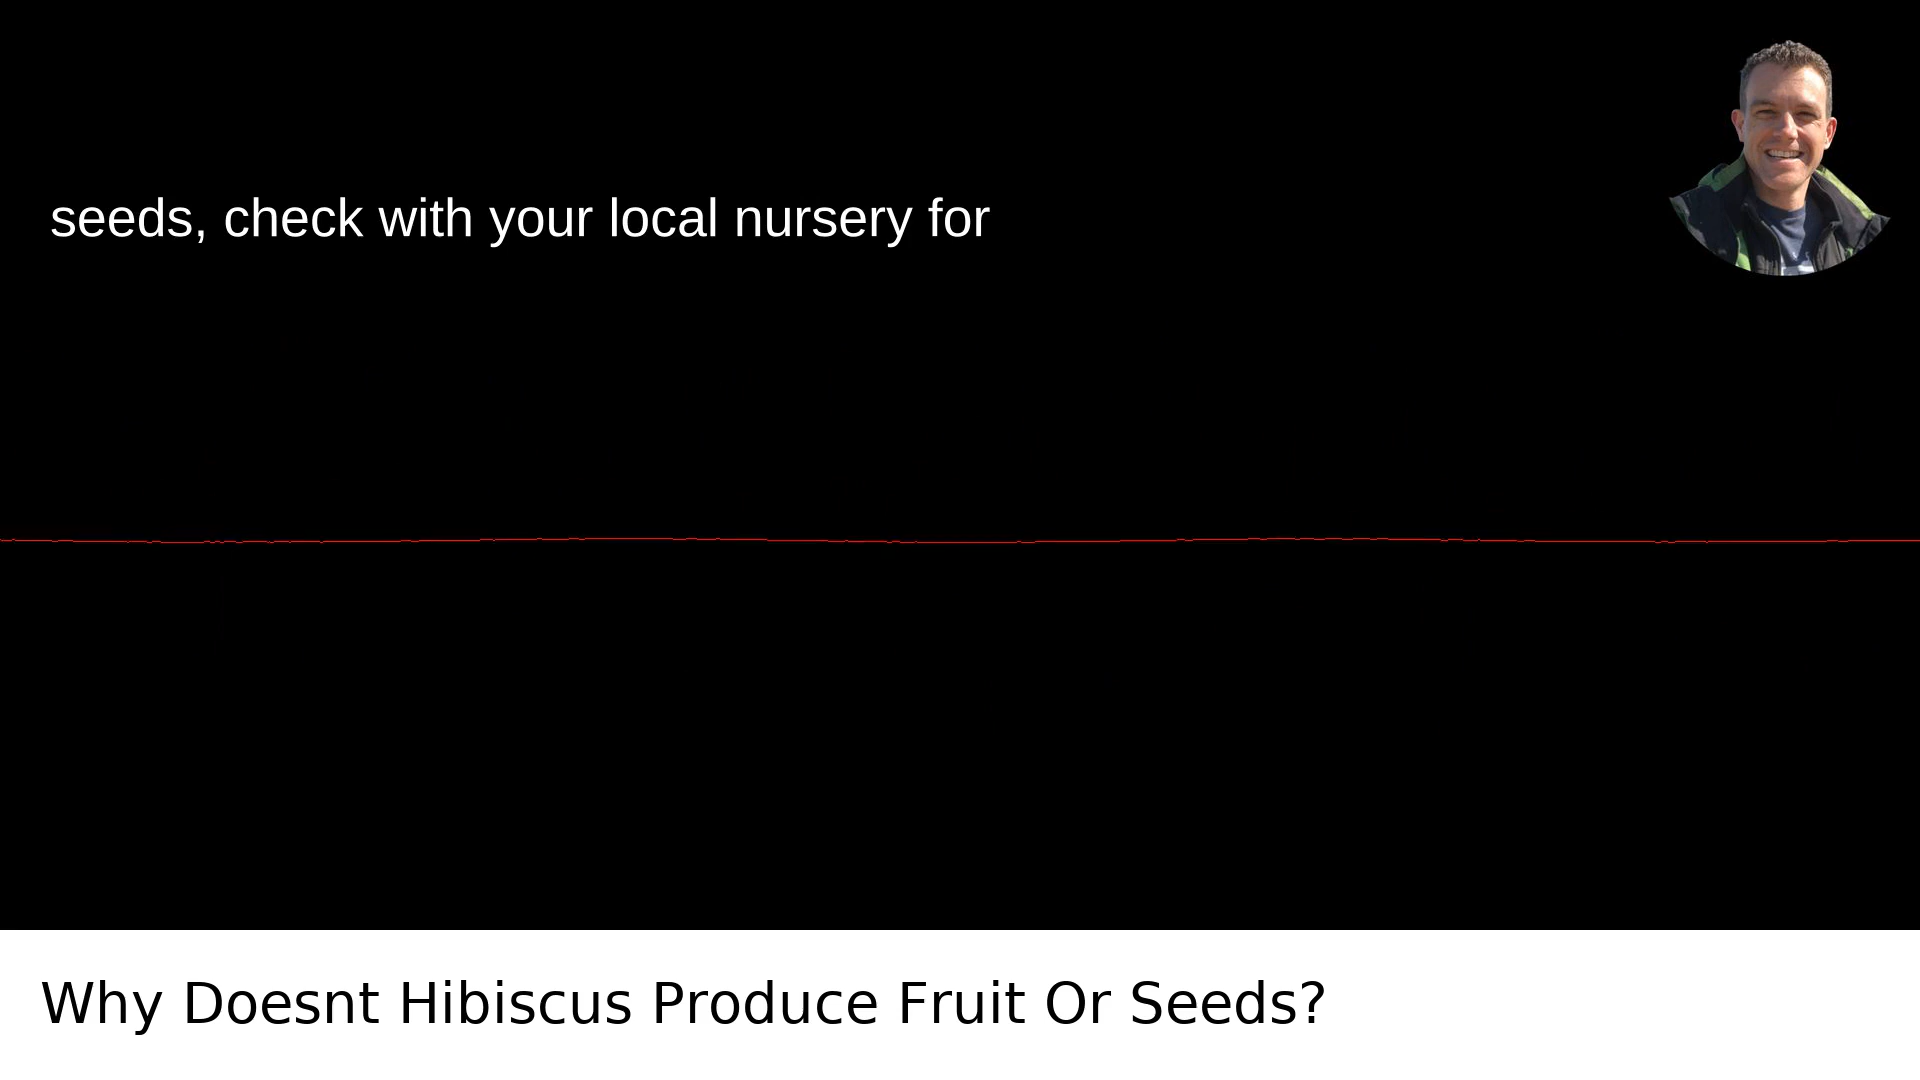 seeds, check with your local nursery for
Why Doesnt Hibiscus Produce Fruit Or Seeds?